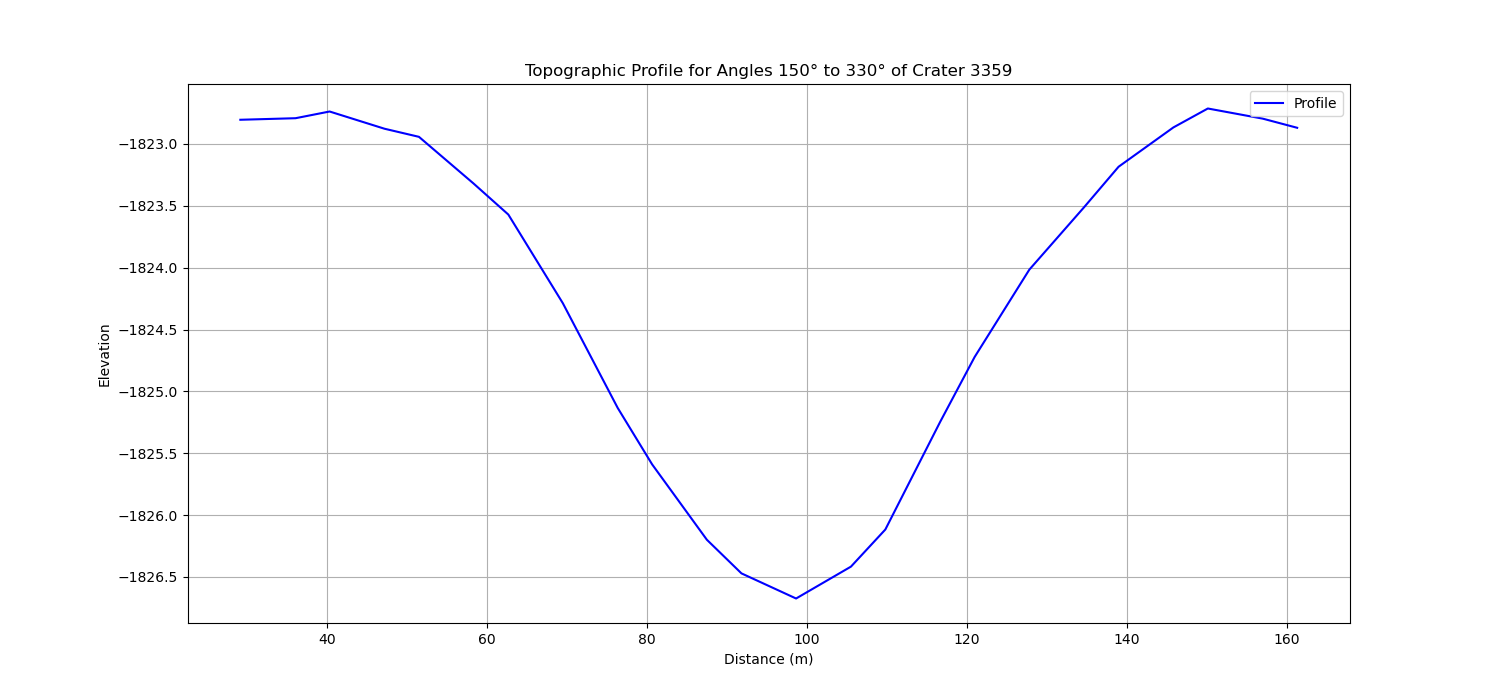 Topographic Profile for Angles 150° to 330° of Crater 3359
Profile
−1823.0
−1823.5
−1824.0
−1824.5
−1825.0
−1825.5
−1826.0
−1826.5
Elevation
40 60 80 100 120 140 160
Distance (m)